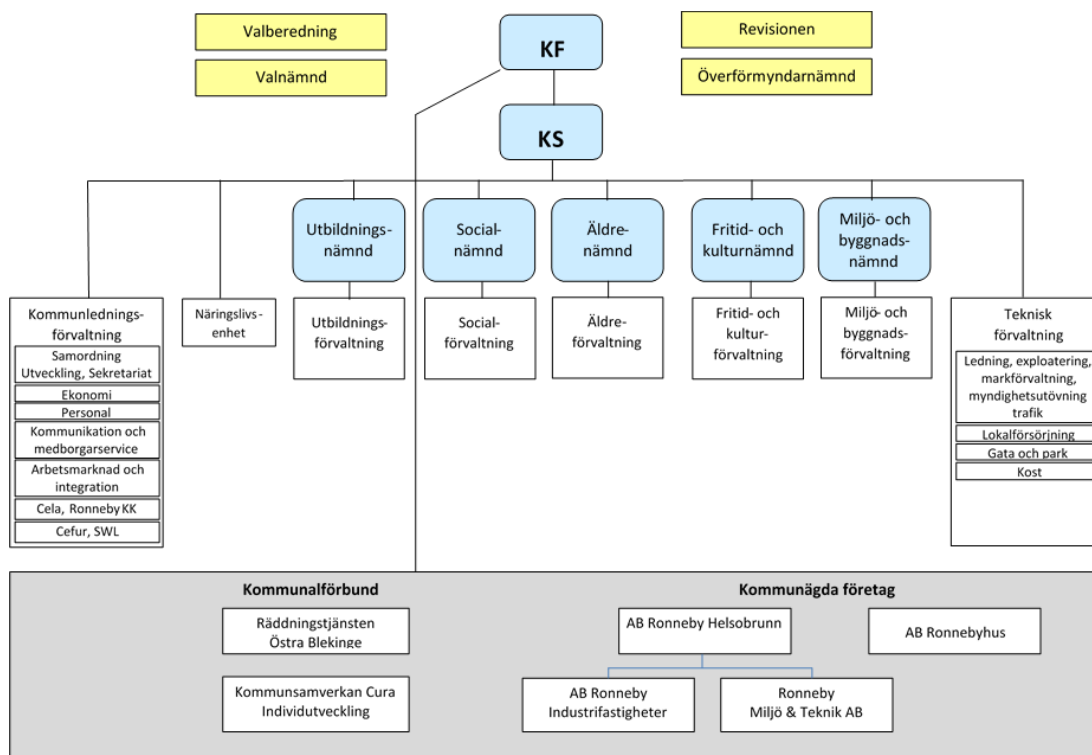 Valberedning
Valnämnd
KF
Revisionen
Överförmyndarnämnd
KS
Utbildnings-
nämnd
Social-
nämnd
Äldre-
nämnd
Fritid- och
kulturnämnd
Miljö- och
byggnads-
nämnd
Kommunlednings-
förvaltning
Samordning
Utveckling, Sekretariat
Ekonomi
Personal
Kommunikation och
medborgarservice
Arbetsmarknad och
integration
Cela, Ronneby KK
Cefur, SWL
Näringslivs-
enhet
Utbildnings-
förvaltning
Social-
förvaltning
Äldre-
förvaltning
Fritid- och
kultur-
förvaltning
Miljö- och
byggnads-
förvaltning
Teknisk
förvaltning
Ledning, exploatering,
markförvaltning,
myndighetsutövning
trafik
Lokalförsörjning
Gata och park
Kost
Kommunalförbund
Räddningstjänsten
Östra Blekinge
Kommunsamverkan Cura
Individutveckling
Kommunägda företag
AB Ronneby Helsobrunn
AB Ronnebyhus
AB Ronneby
Industrifastigheter
Ronneby
Miljö & Teknik AB